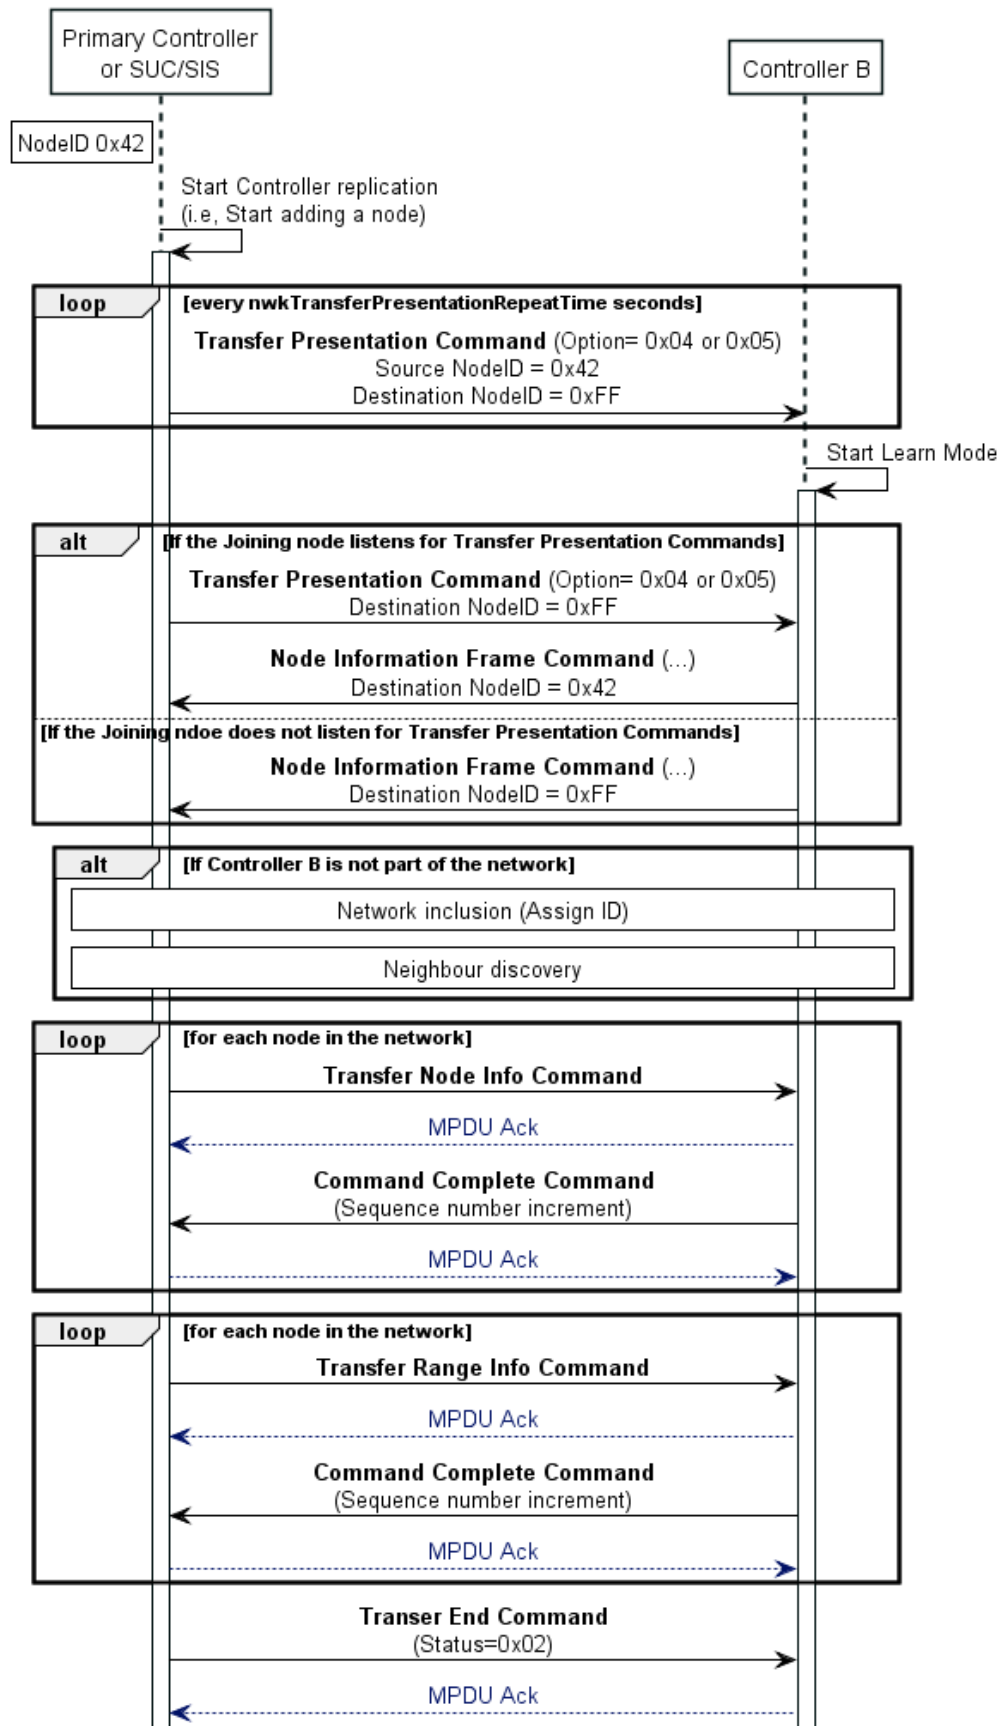 Primary Controller
or SUC/SIS
Controller B
NodeID 0x42
Start Controller replication
(i.e, Start adding a node)
loop
[every nwkTransferPresentationRepeatTime seconds]
Transfer Presentation Command (Option= 0x04 or 0x05)
Source NodeID = 0x42
Destination NodeID = 0xFF
Start Learn Mode
alt
[If the Joining node listens for Transfer Presentation Commands]
Transfer Presentation Command (Option= 0x04 or 0x05)
Destination NodeID = 0xFF
Node Information Frame Command (...)
Destination NodeID = 0x42
[If the Joining ndoe does not listen for Transfer Presentation Commands]
Node Information Frame Command (...)
Destination NodeID = 0xFF
alt
[If Controller B is not part of the network]
Network inclusion (Assign ID)
Neighbour discovery
loop
[for each node in the network]
Transfer Node Info Command
MPDU Ack
Command Complete Command
(Sequence number increment)
MPDU Ack
loop
[for each node in the network]
Transfer Range Info Command
MPDU Ack
Command Complete Command
(Sequence number increment)
MPDU Ack
Transer End Command
(Status=0x02)
MPDU Ack